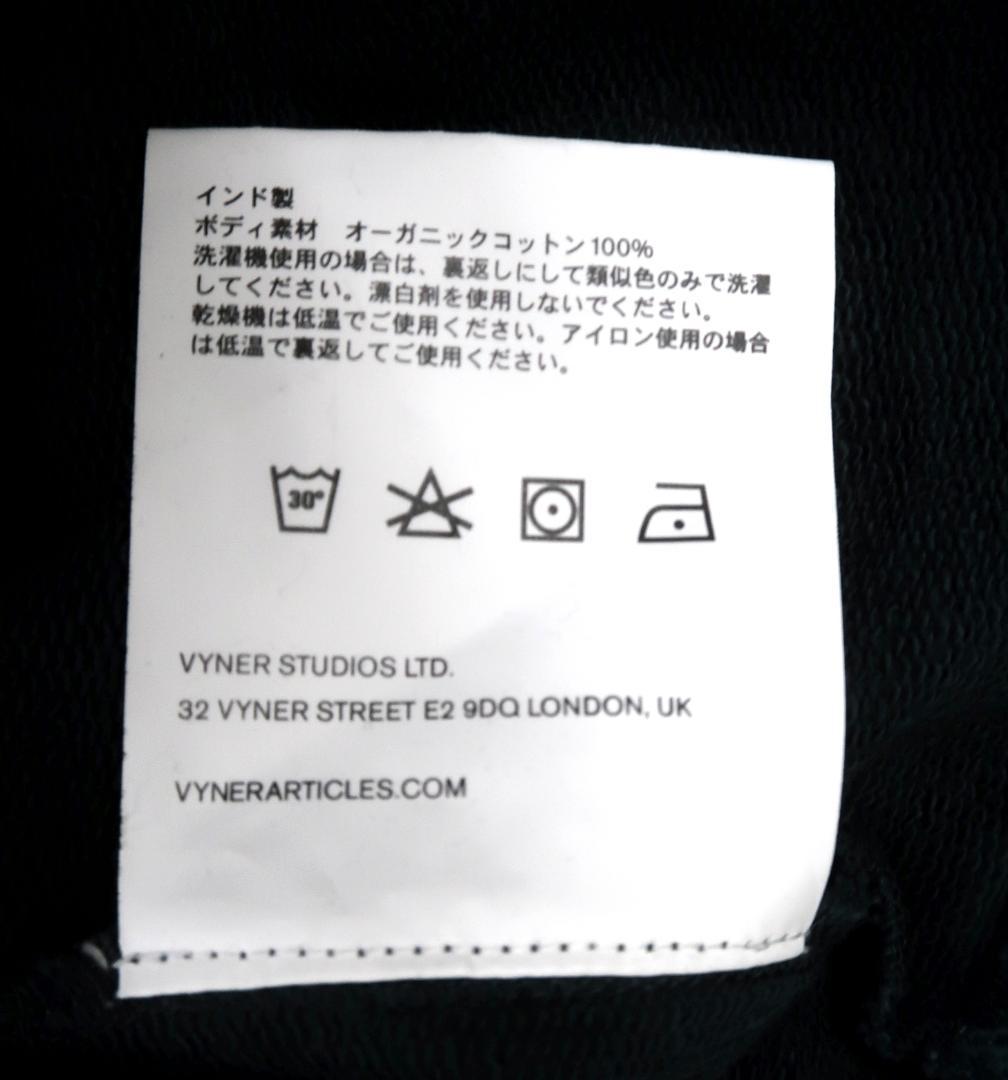 インド製
ボディ素材　オーガニックコットン100%
洗濯機使用の場合は、裏返しにして類似色のみで洗濯
してください。漂白剤を使用しないでください。
乾燥機は低温でご使用ください。アイロン使用の場合
は低温で裏返してご使用ください。
30°
VYNER STUDIOS LTD.
32 VYNER STREET E2 9DQ LONDON, UK
VYNERARTICLES.COM